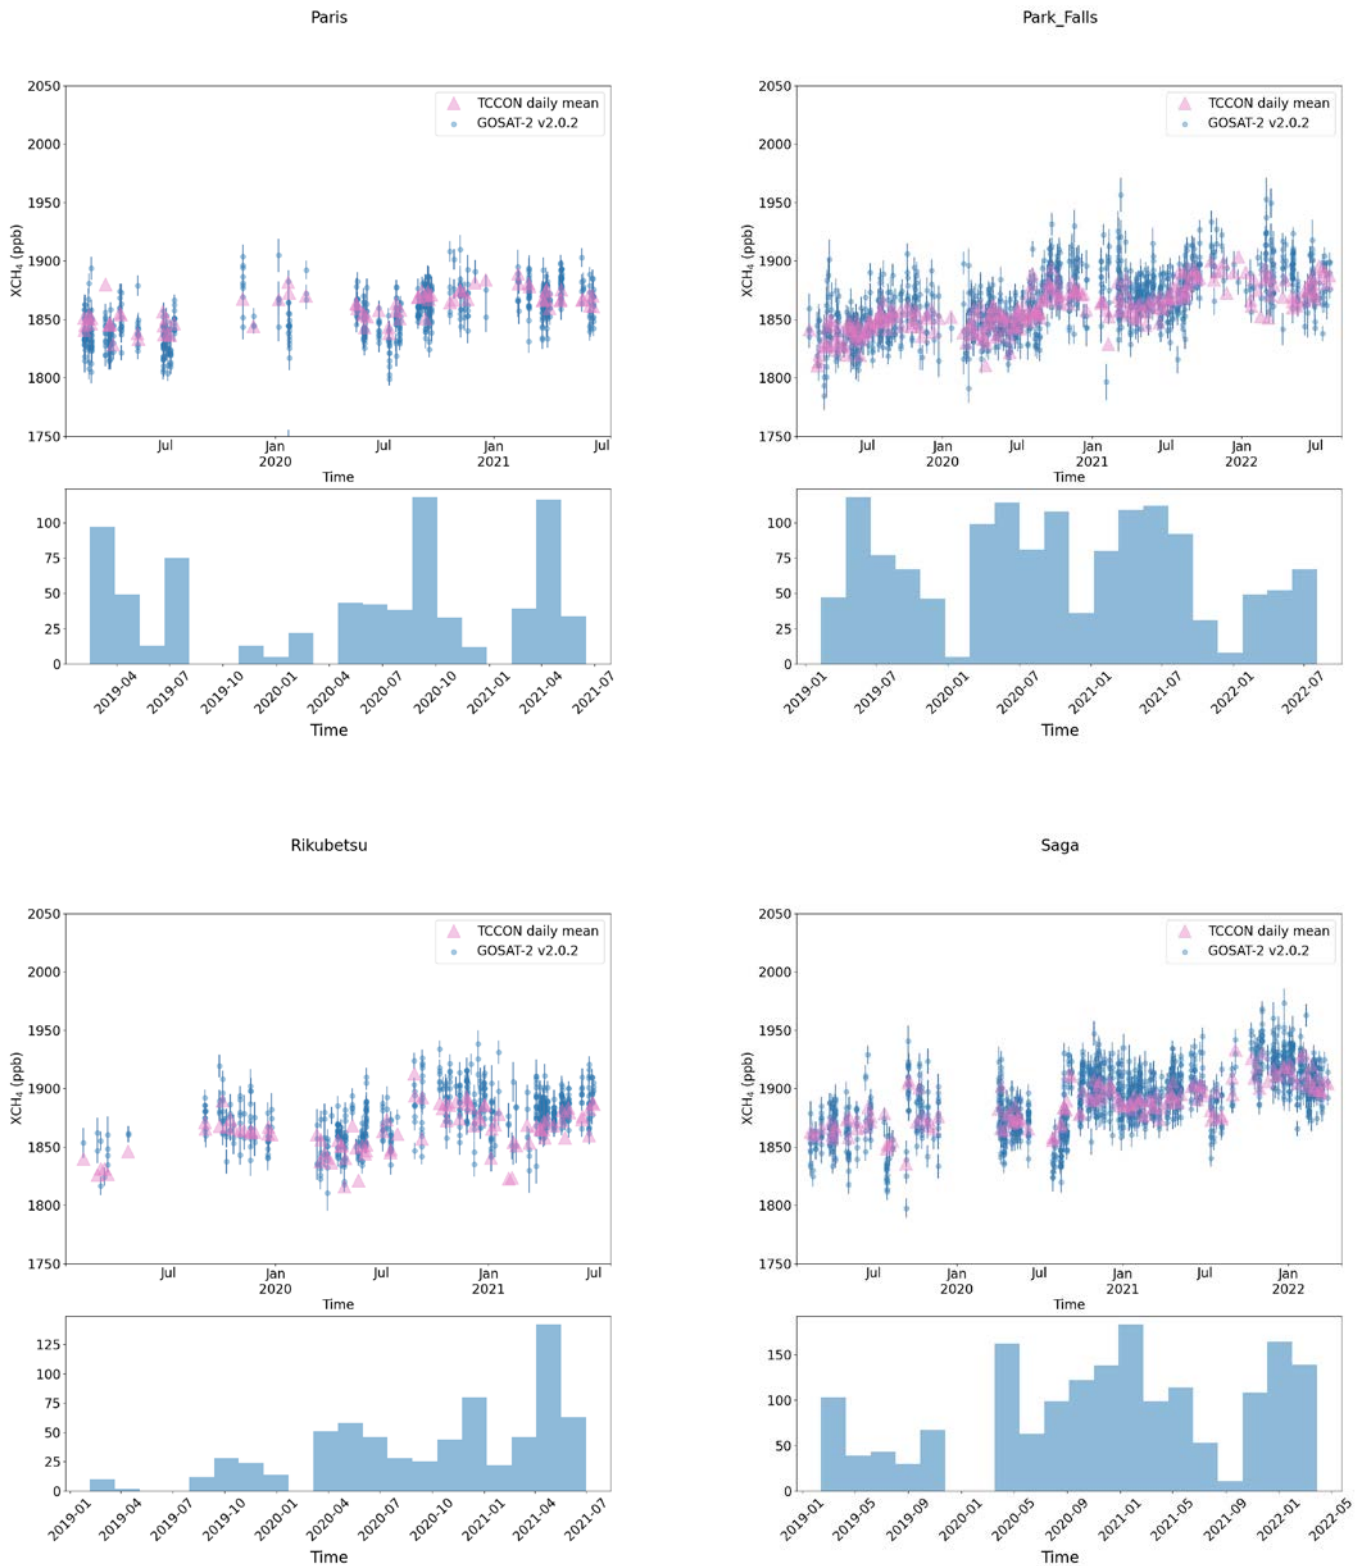 Paris
XCH₄ (ppb)
2050
2000
1950
1900
1850
1800
1750
TCCON daily mean
GOSAT-2 v2.0.2
Jul Jan Jul Jan Jul
2020 2021
Time
100
75
50
25
0
2019-04 2019-07 2019-10 2020-01 2020-04 2020-07 2020-10 2021-01 2021-04 2021-07
Time
Park_Falls
XCH₄ (ppb)
2050
2000
1950
1900
1850
1800
1750
TCCON daily mean
GOSAT-2 v2.0.2
Jul Jan Jul Jan Jul Jan Jul
2020 2021 2022
Time
100
75
50
25
0
2019-01 2019-07 2020-01 2020-07 2021-01 2021-07 2022-01 2022-07
Time
Rikubetsu
XCH₄ (ppb)
2050
2000
1950
1900
1850
1800
1750
TCCON daily mean
GOSAT-2 v2.0.2
Jul Jan Jul Jan Jul
2020 2021
Time
125
100
75
50
25
0
2019-01 2019-04 2019-07 2019-10 2020-01 2020-04 2020-07 2020-10 2021-01 2021-04 2021-07
Time
Saga
XCH₄ (ppb)
2050
2000
1950
1900
1850
1800
1750
TCCON daily mean
GOSAT-2 v2.0.2
Jul Jan Jul Jan Jul Jan
2020 2021 2022
Time
150
100
50
0
2019-01 2019-05 2019-09 2020-01 2020-05 2020-09 2021-01 2021-05 2021-09 2022-01 2022-05
Time